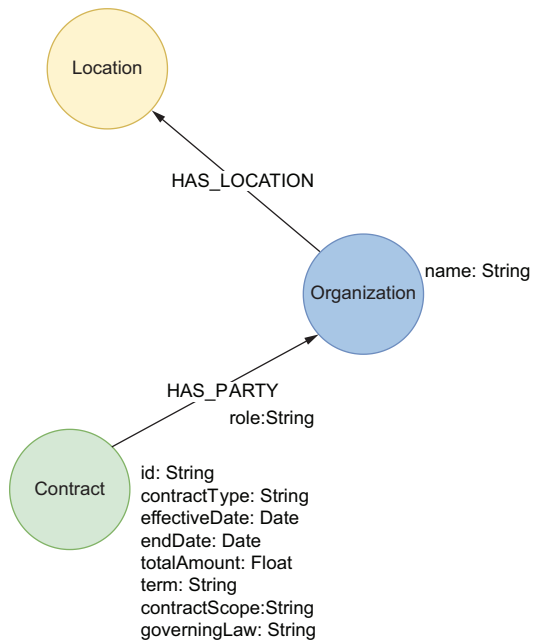 Location
HAS_LOCATION
Organization
name: String
HAS_PARTY
role:String
Contract
id: String
contractType: String
effectiveDate: Date
endDate: Date
totalAmount: Float
term: String
contractScope:String
governingLaw: String